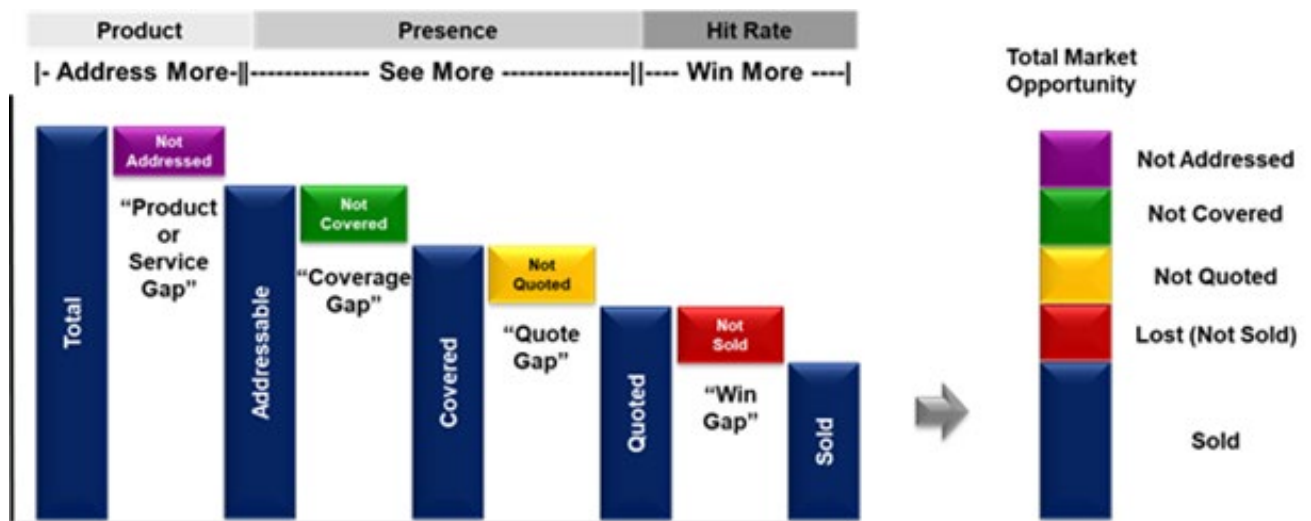 Product
Presence
Hit Rate
|- Address More-||-------------- See More ---------------||---- Win More ----|
Total Market
Opportunity
Total
Not
Addressed
“Product
or
Service
Gap”
Addressable
Not
Covered
“Coverage
Gap”
Covered
Not
Quoted
“Quote
Gap”
Quoted
Not
Sold
“Win
Gap”
Sold
Not Addressed
Not Covered
Not Quoted
Lost (Not Sold)
Sold